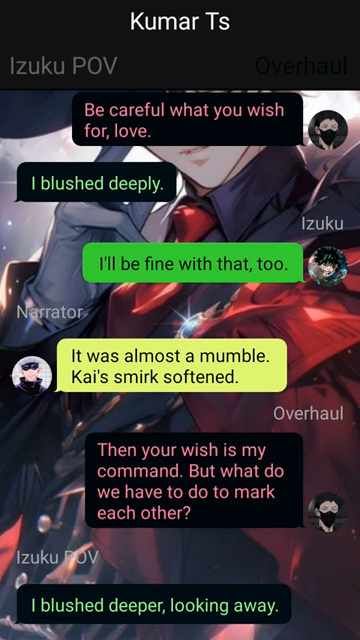 Kumar Ts
Izuku POV
Overhaul
Be careful what you wish
for, love.
I blushed deeply.
Izuku
I'll be fine with that, too.
Narrator
It was almost a mumble.
Kai's smirk softened.
Overhaul
Then your wish is my
command. But what do
we have to do to mark
each other?
Izuku POV
I blushed deeper, looking away.